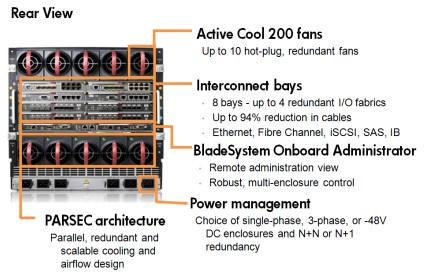 Rear View
Active Cool 200 fans
Up to 10 hot-plug, redundant fans
Interconnect bays
· 8 bays - up to 4 redundant I/O fabrics
· Up to 94% reduction in cables
· Ethernet, Fibre Channel, iSCSI, SAS, IB
BladeSystem Onboard Administrator
· Remote administration view
· Robust, multi-enclosure control
Power management
Choice of single-phase, 3-phase, or -48V
DC enclosures and N+N or N+1
redundancy
PARSEC architecture
Parallel, redundant and
scalable cooling and
airflow design